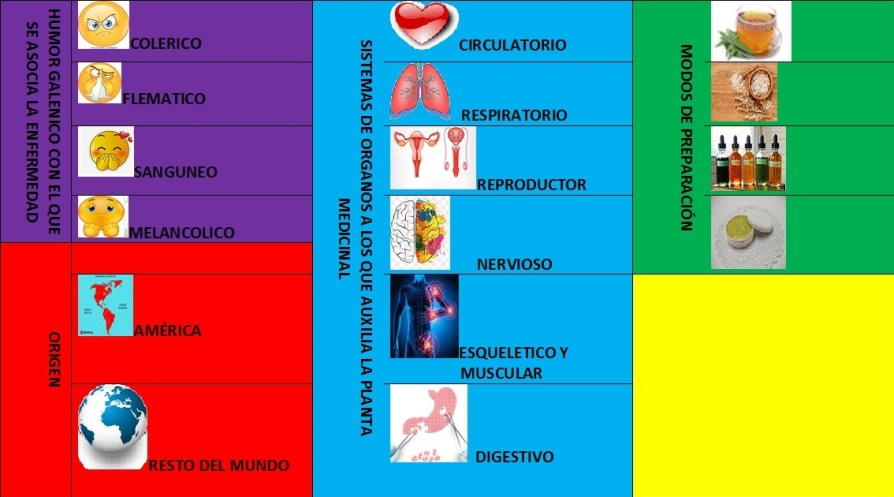 HUMOR GALENICO CON EL QUE
SE ASOCIA LA ENFERMEDAD
COLERICO
FLEMATICO
SANGUNEO
MELANCOLICO
ORIGEN
AMÉRICA
RESTO DEL MUNDO
SISTEMAS DE ORGANOS A LOS QUE AUXILIA LA PLANTA
MEDICINAL
CIRCULATORIO
RESPIRATORIO
REPRODUCTOR
NERVIOSO
ESQUELETICO Y
MUSCULAR
DIGESTIVO
MODOS DE PREPARACIÓN